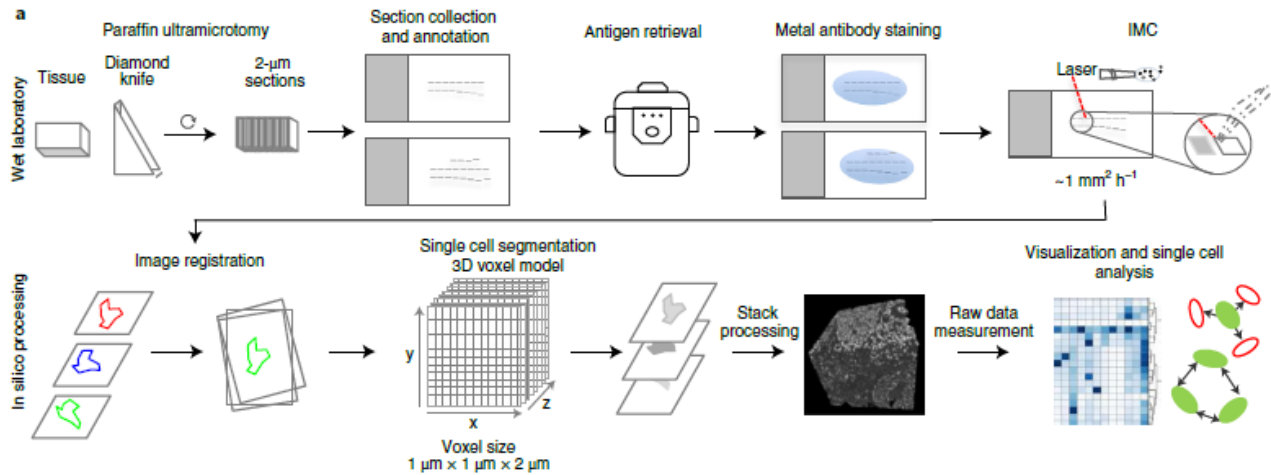 a
Wet laboratory
Paraffin ultramicrotomy
Tissue
Diamond
knife
2-μm
sections
Section collection
and annotation
Antigen retrieval
Metal antibody staining
IMC
Laser
~1 mm² h⁻¹
In silico processing
Image registration
Single cell segmentation
3D voxel model
y
x
z
Voxel size
1 μm × 1 μm × 2 μm
Stack
processing
Raw data
measurement
Visualization and single cell
analysis